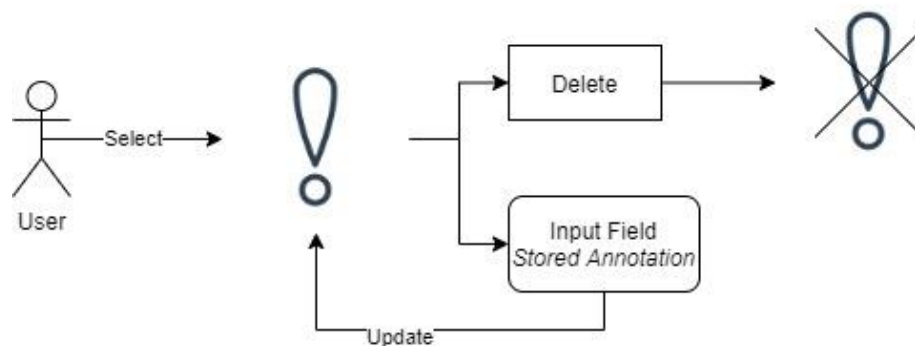 Delete
Select
User
Input Field
Stored Annotation
Update